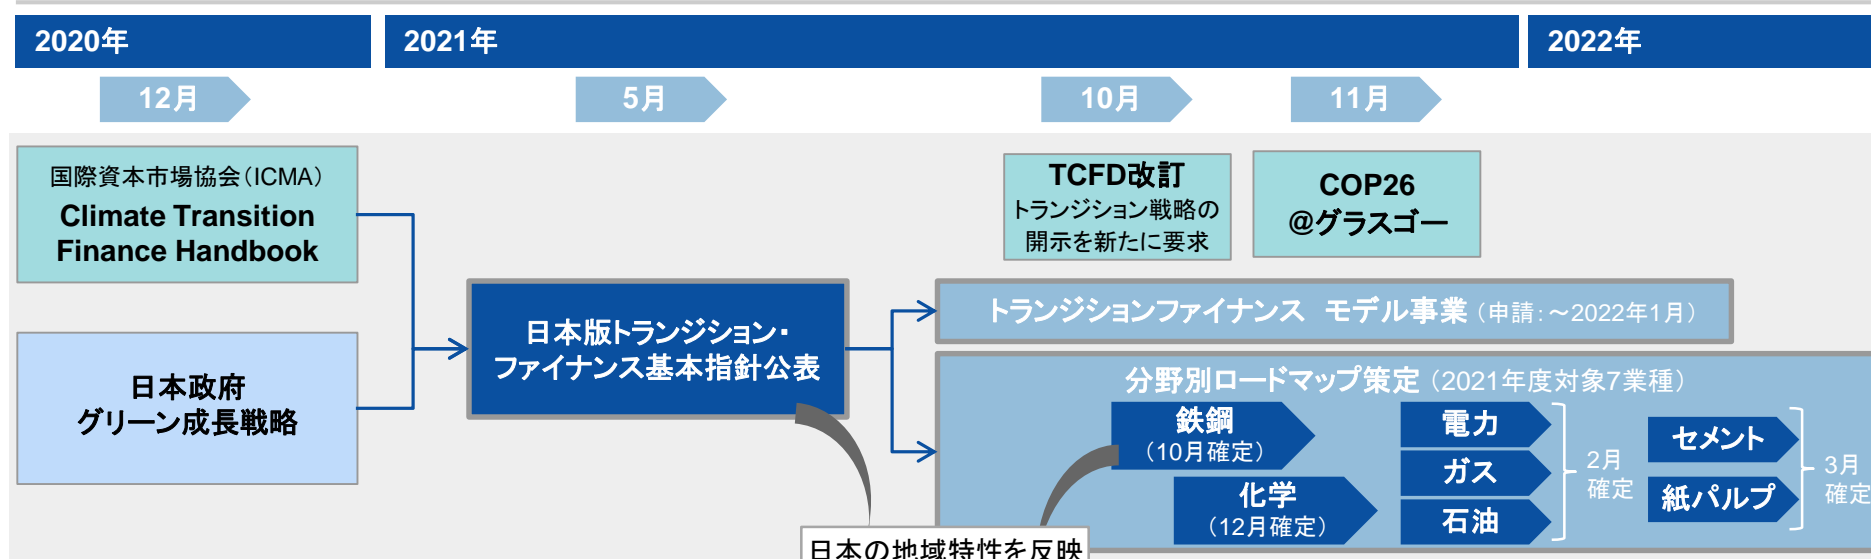 2020年
2021年
2022年
12月
5月
10月
11月
国際資本市場協会(ICMA)
Climate Transition
Finance Handbook
日本政府
グリーン成長戦略
日本版トランジション・
ファイナンス基本指針公表
TCFD改訂
トランジション戦略の
開示を新たに要求
COP26
@グラスゴー
トランジションファイナンス モデル事業(申請:~2022年1月)
分野別ロードマップ策定(2021年度対象7業種)
鉄鋼
(10月確定)
化学
(12月確定)
電力
ガス
石油
2月
確定
セメント
紙パルプ
3月
確定
日本の地域特性を反映